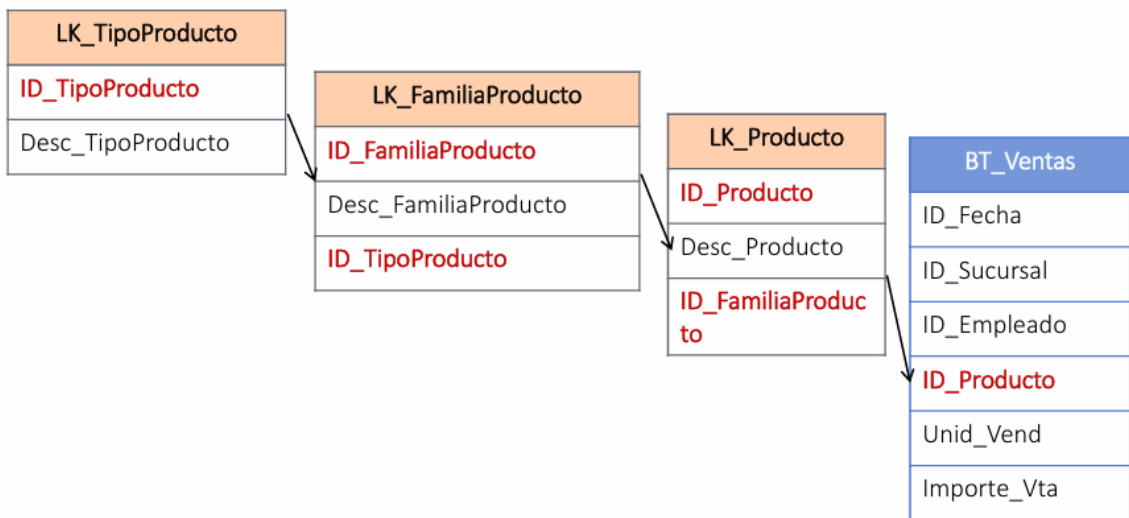 LK_TipoProducto
ID_TipoProducto
Desc_TipoProducto
LK_FamiliaProducto
ID_FamiliaProducto
Desc_FamiliaProducto
ID_TipoProducto
LK_Producto
ID_Producto
Desc_Producto
ID_FamiliaProduc
to
BT_Ventas
ID_Fecha
ID_Sucursal
ID_Empleado
ID_Producto
Unid_Vend
Importe_Vta